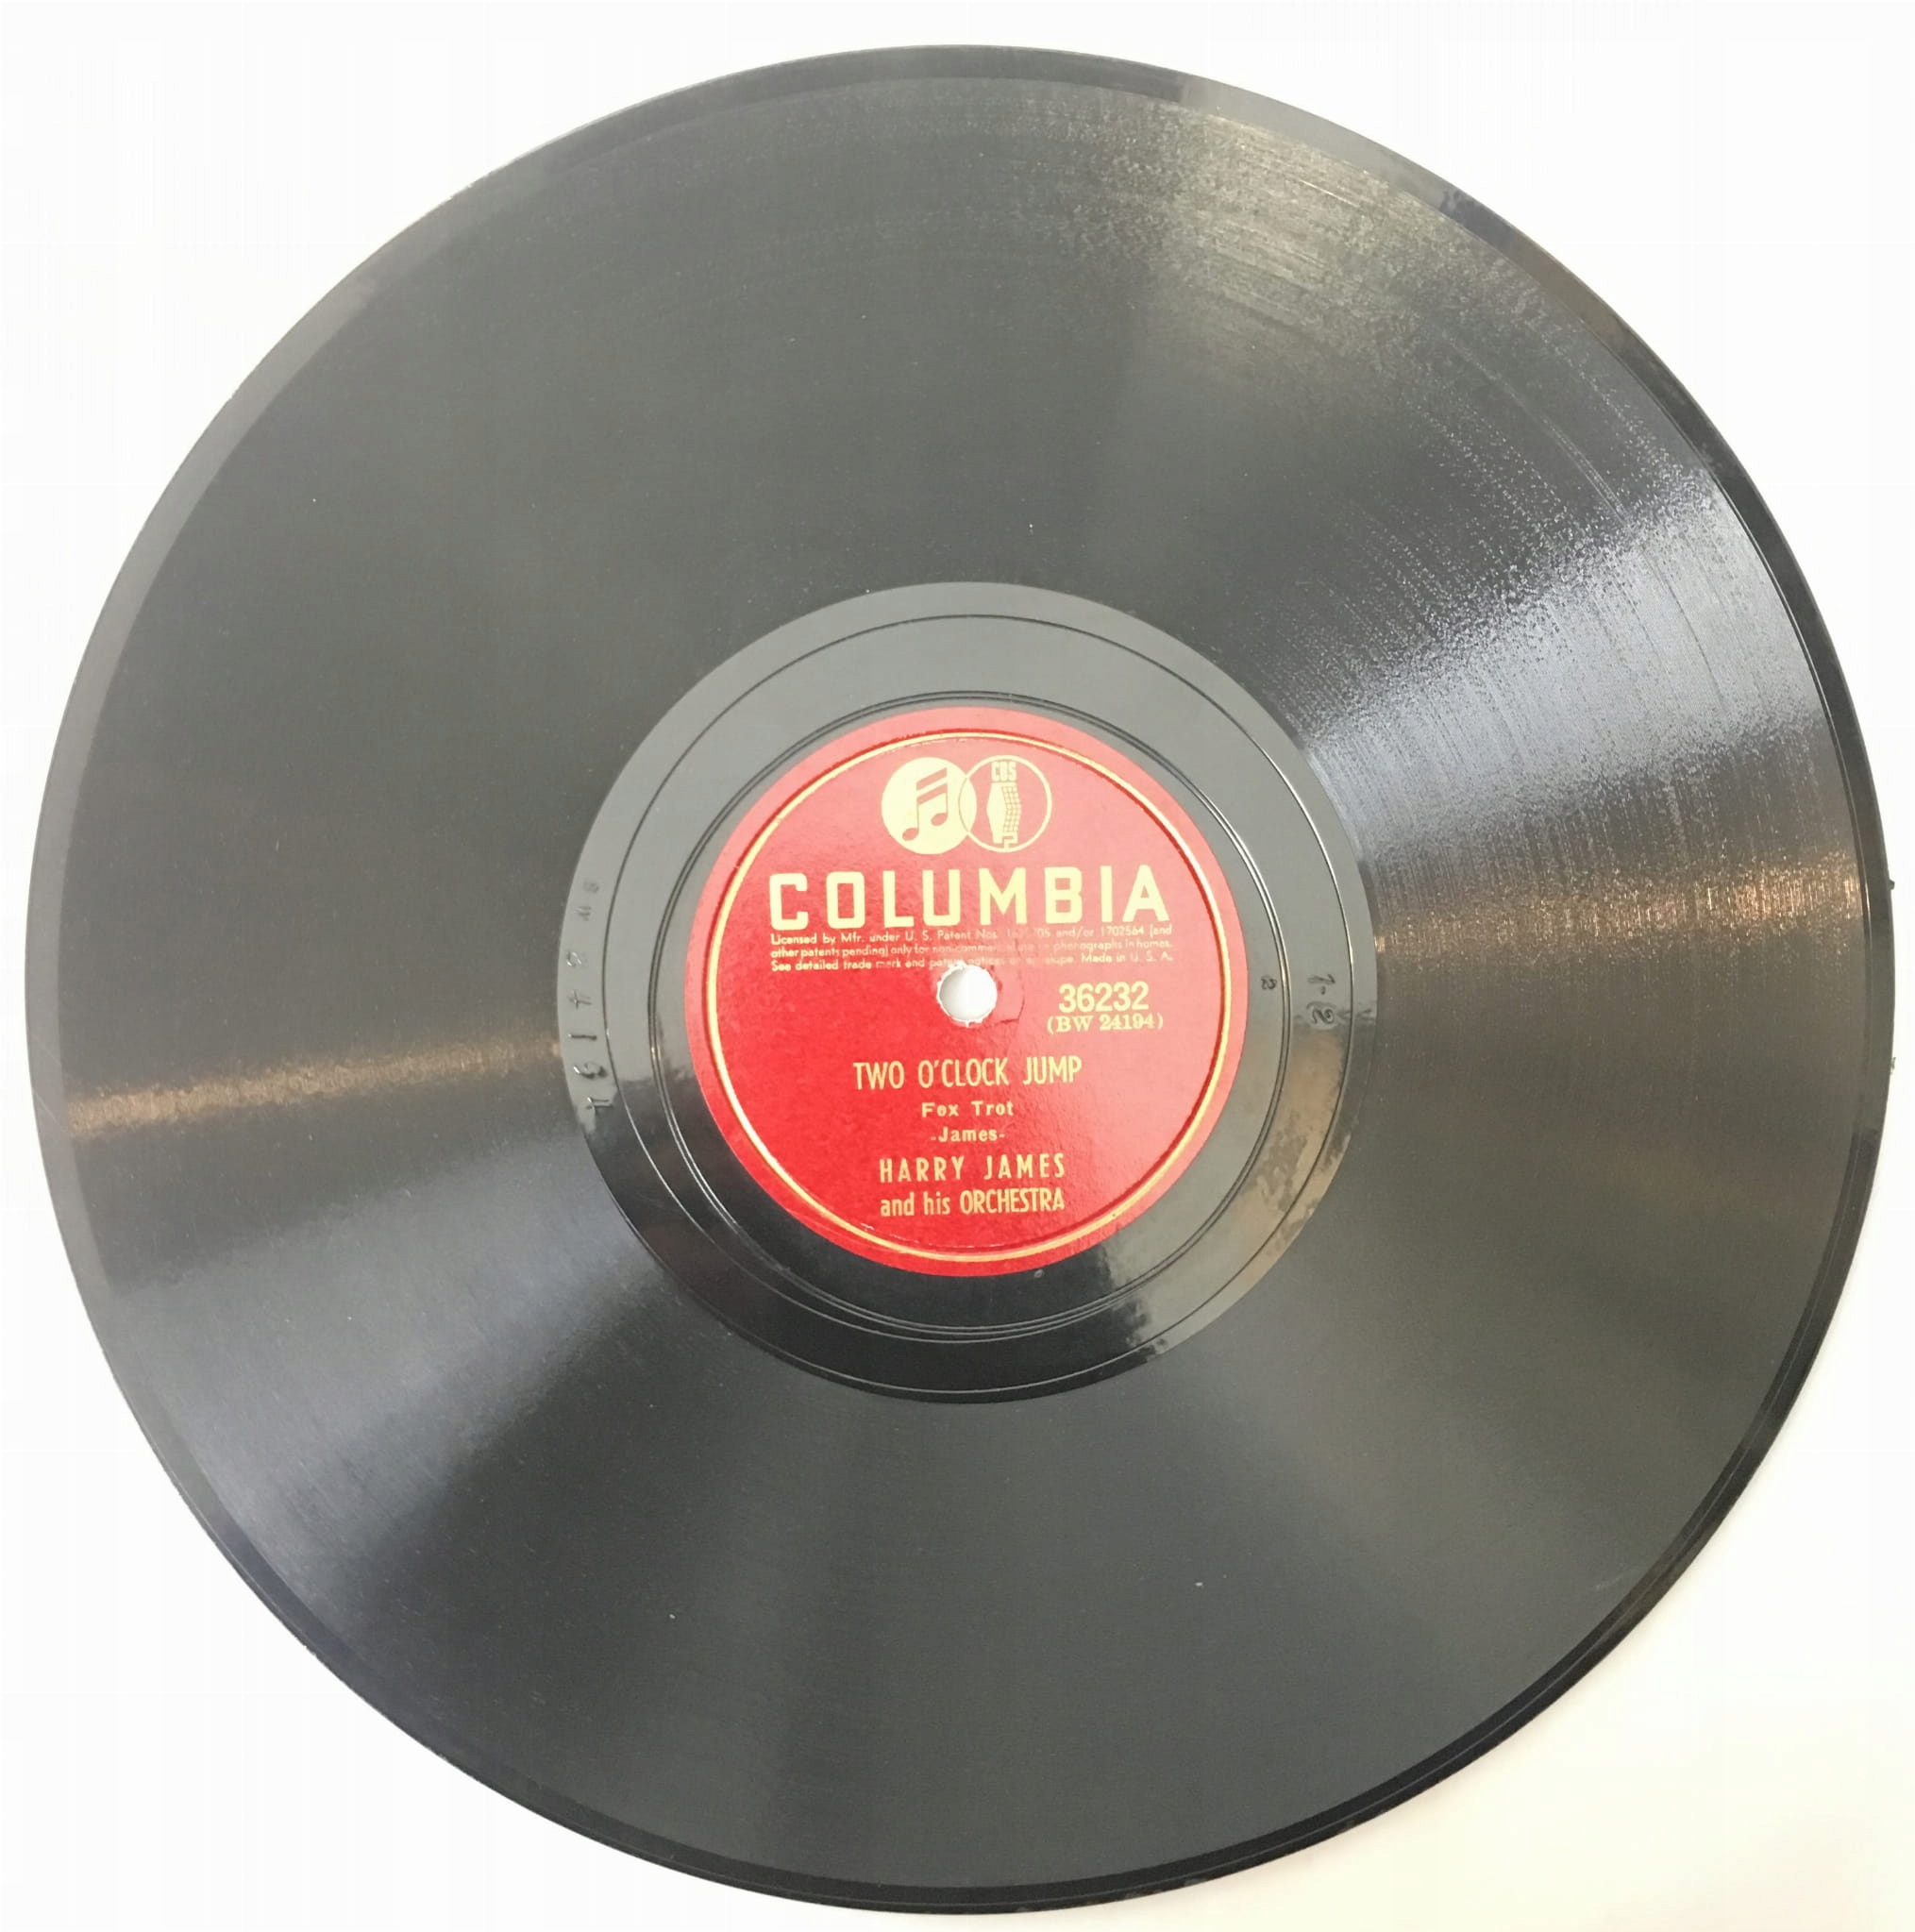 CBS
COLUMBIA
Licensed by Mfr. under U. S. Patent Nos. and/or 1702564 (and
other patents pending) only for non-commercial use on phonographs in homes.
See detailed trade mark and patent notices on envelope. Made in U. S. A.
36232
(BW 24194)
TWO O'CLOCK JUMP
Fox Trot
-James-
HARRY JAMES
and his ORCHESTRA